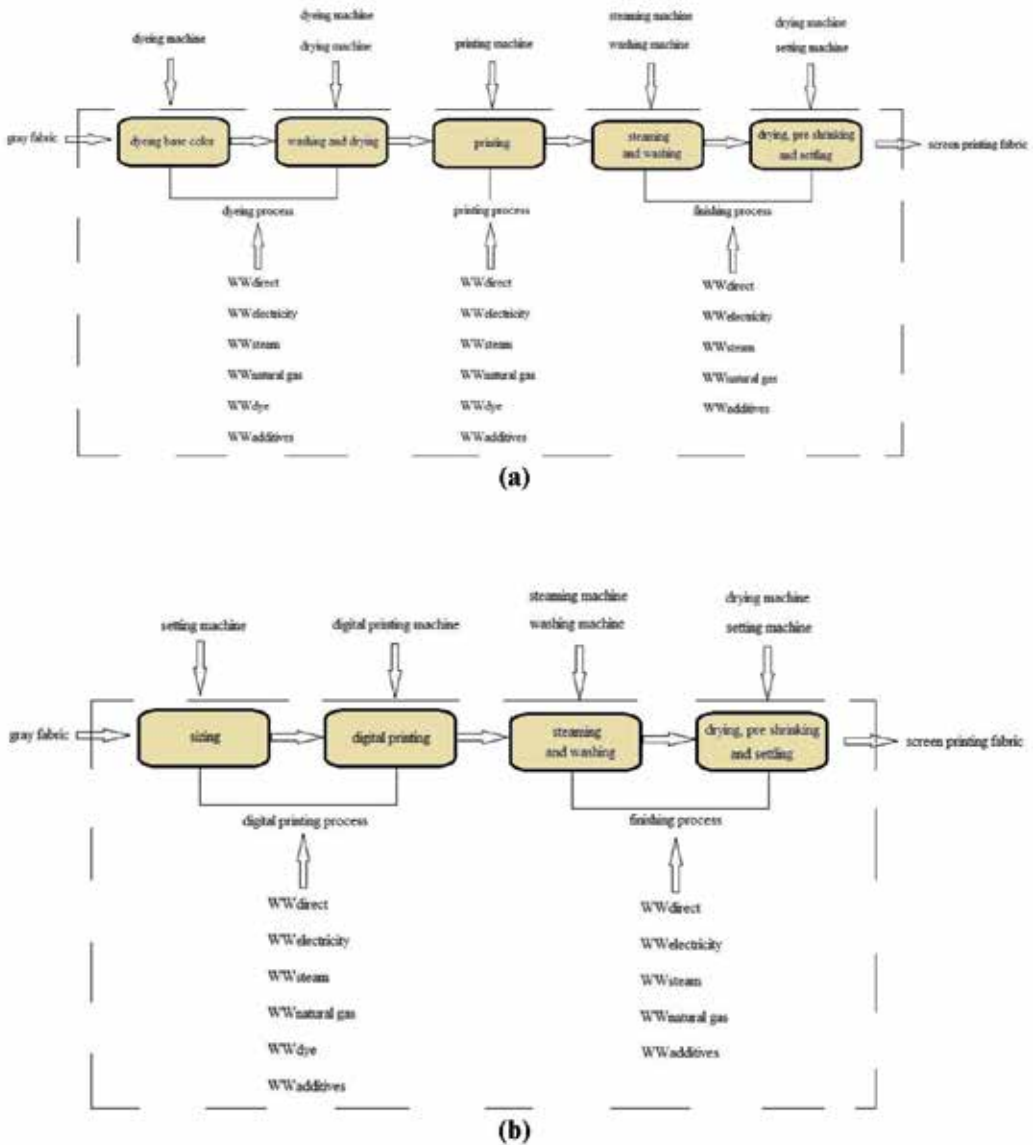 dyeing machine
dyeing machine
drying machine
printing machine
steaming machine
washing machine
drying machine
setting machine
gray fabric
dyeing base color
washing and drying
printing
steaming
and washing
drying, pre shrinking
and settling
screen printing fabric
dyeing process
printing process
finishing process
WWdirect
WWelectricity
WWsteam
WWnatural gas
WWdye
WWadditives
WWdirect
WWelectricity
WWsteam
WWnatural gas
WWdye
WWadditives
WWdirect
WWelectricity
WWsteam
WWnatural gas
WWadditives
(a)
setting machine
digital printing machine
steaming machine
washing machine
drying machine
setting machine
gray fabric
sizing
digital printing
steaming
and washing
drying, pre shrinking
and settling
screen printing fabric
digital printing process
finishing process
WWdirect
WWelectricity
WWsteam
WWnatural gas
WWdye
WWadditives
WWdirect
WWelectricity
WWsteam
WWnatural gas
WWadditives
(b)